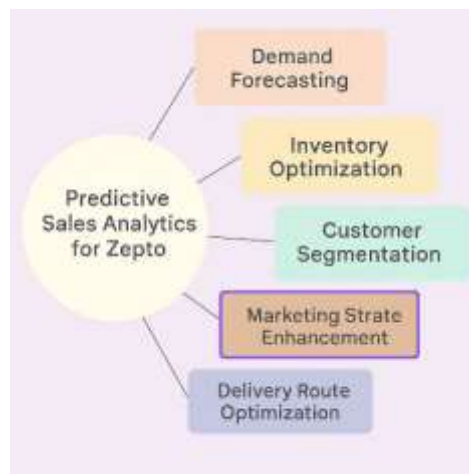 Demand
Forecasting
Inventory
Optimization
Predictive
Sales Analytics
for Zepto
Customer
Segmentation
Marketing Strate
Enhancement
Delivery Route
Optimization